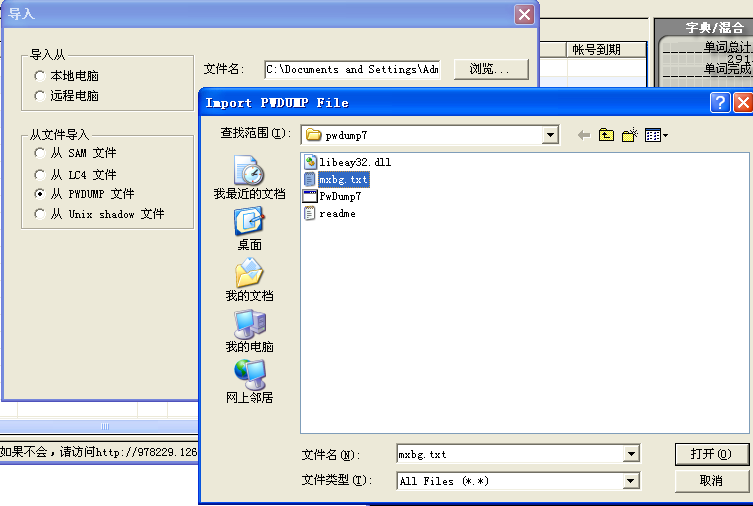 导入
导入从
本地电脑
远程电脑
文件名:
C:\Documents and Settings\Adm
浏览...
从文件导入
从 SAM 文件
从 LC4 文件
从 PWDUMP 文件
从 Unix shadow 文件
帐号到期
字典/混合
单词总计
291
单词完成
Import PWDUMP File
查找范围(I):
pwdump7
我最近的文档
桌面
我的文档
我的电脑
网上邻居
libeay32.dll
mxbg.txt
PwDump7
readme
文件名(N):
mxbg.txt
打开(O)
文件类型(T):
All Files (*.*)
取消
如果不会，请访问http://978229.126